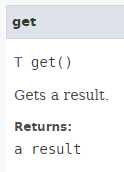 get
T get()
Gets a result.
Returns:
a result